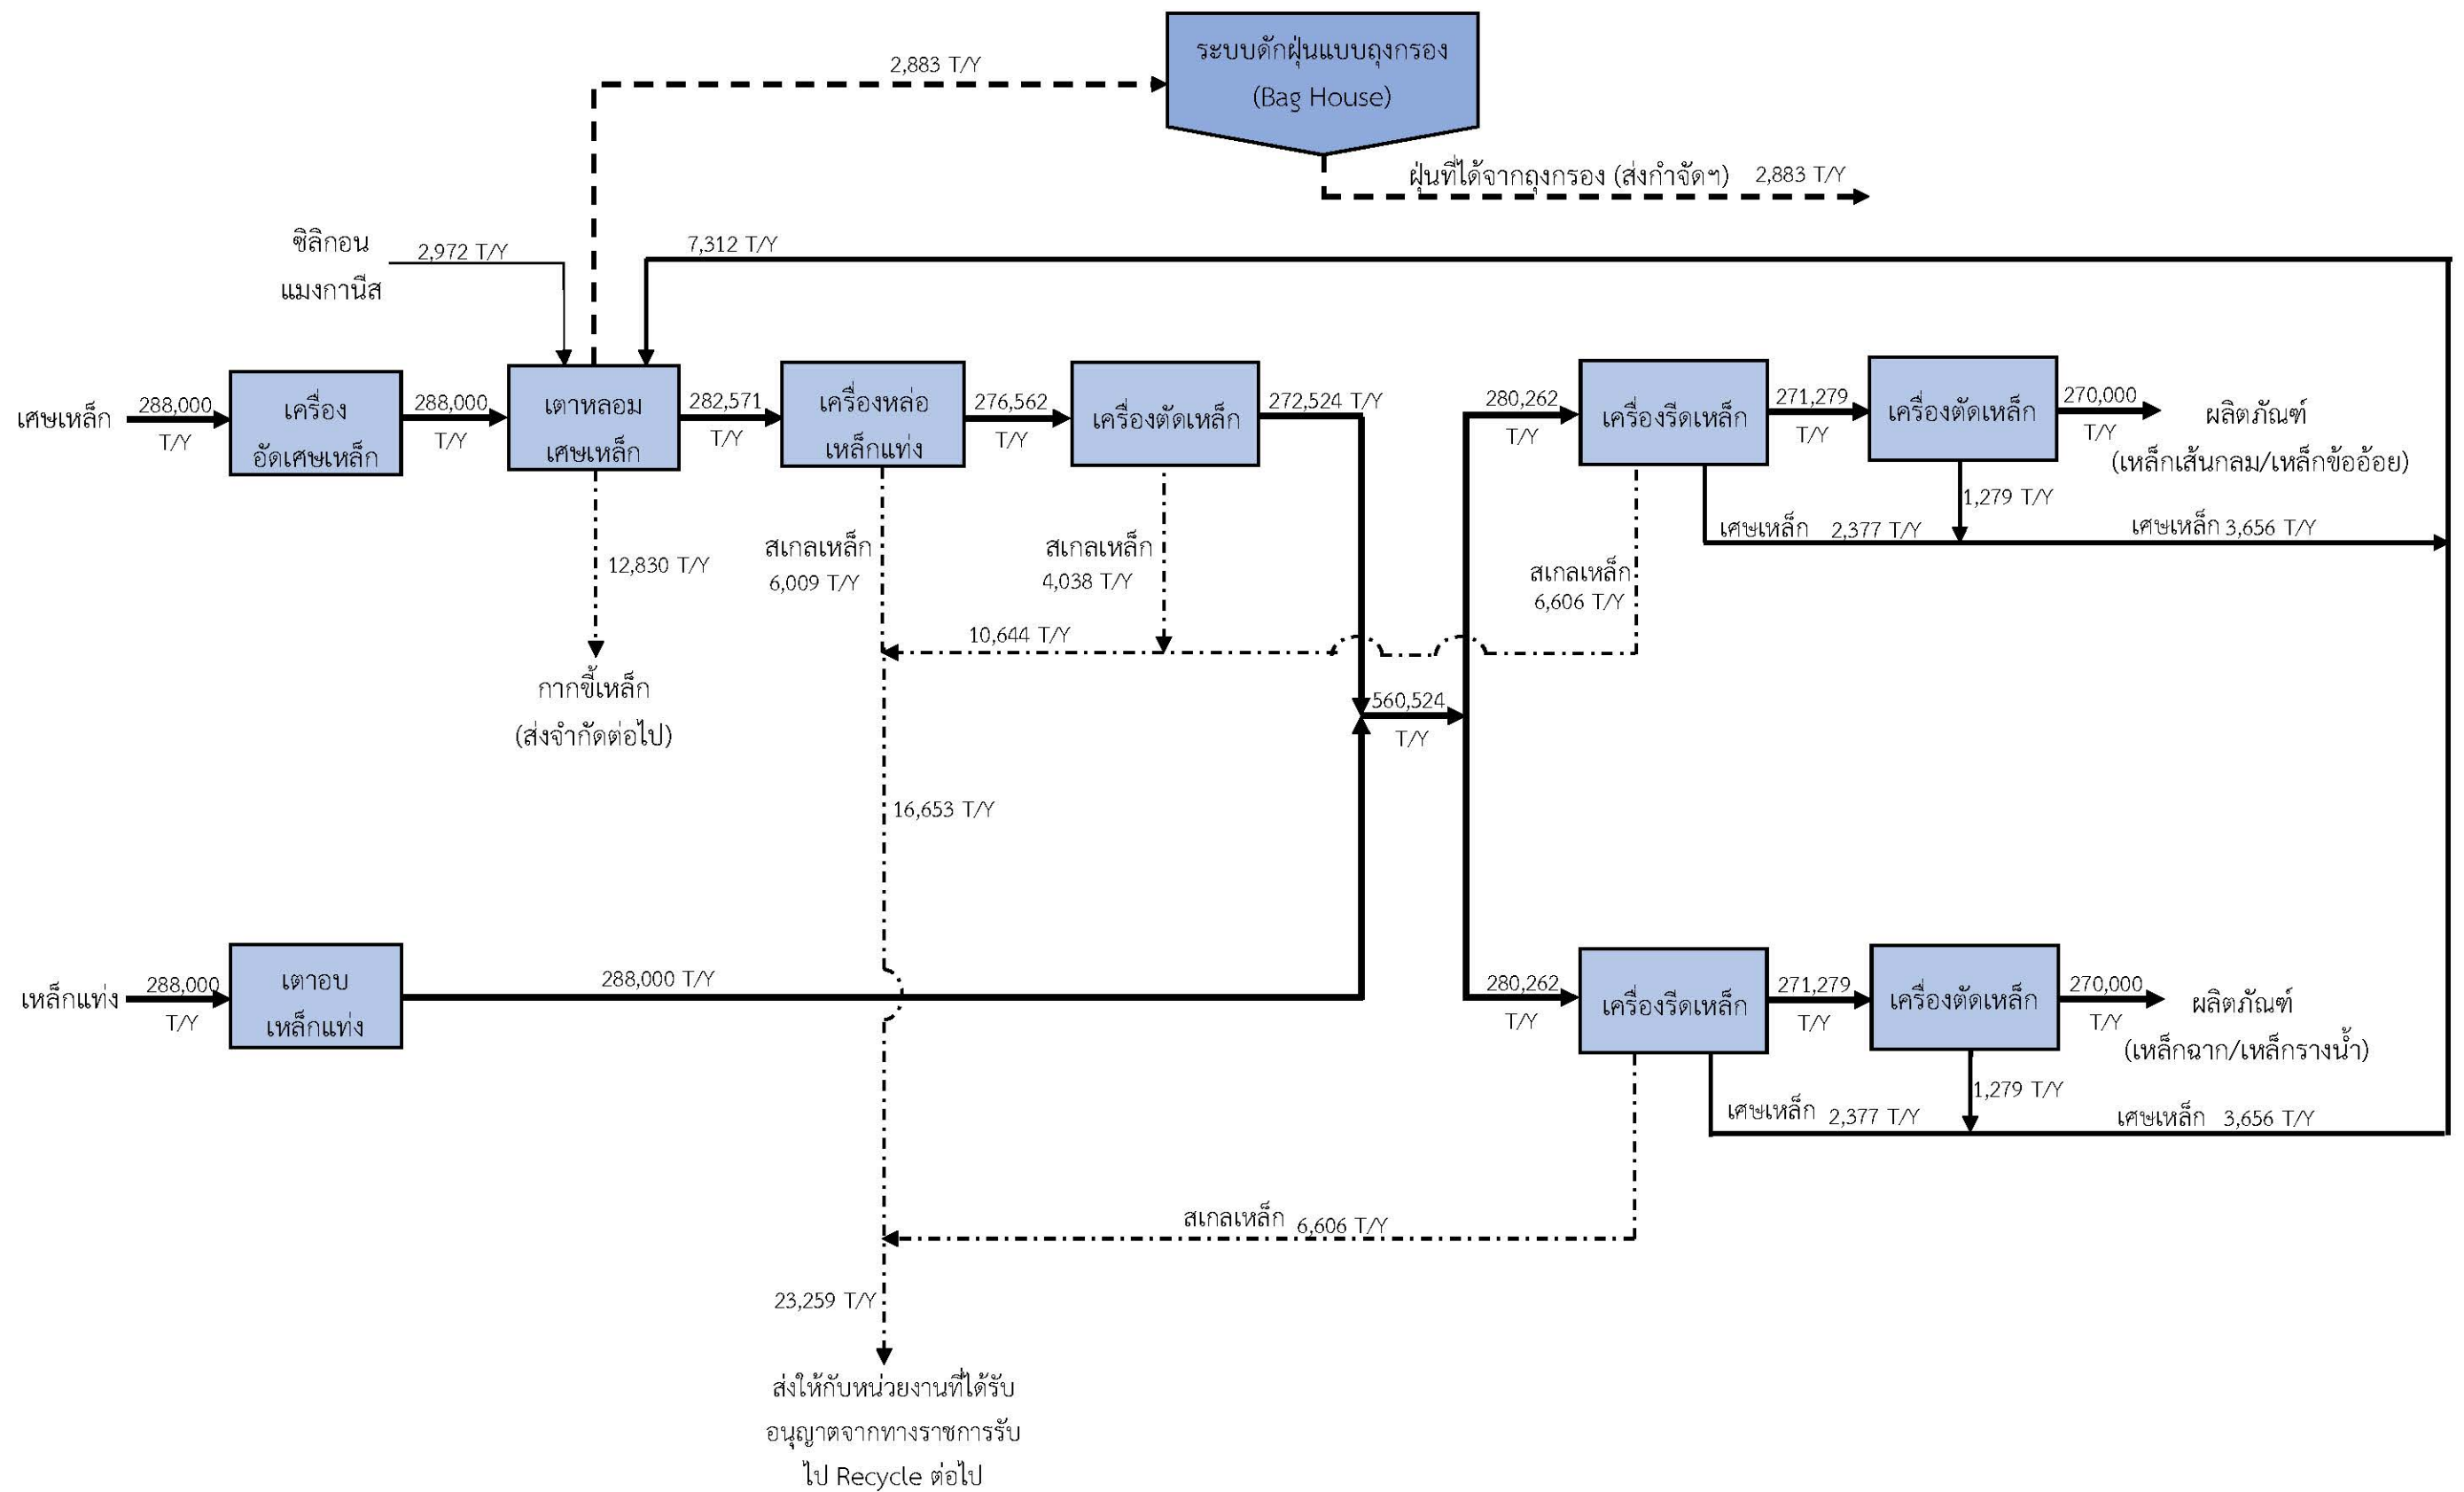 ระบบดักฝุ่นแบบถุงกรอง
(Bag House)
2,883 T/Y
ฝุ่นที่ได้จากถุงกรอง (ส่งกำจัดฯ) 2,883 T/Y
ซิลิกอน
แมงกานีส
2,972 T/Y
7,312 T/Y
เศษเหล็ก
288,000
T/Y
เครื่อง
อัดเศษเหล็ก
288,000
T/Y
เตาหลอม
เศษเหล็ก
282,571
T/Y
เครื่องหล่อ
เหล็กแท่ง
276,562
T/Y
เครื่องตัดเหล็ก
272,524 T/Y
280,262
T/Y
เครื่องรีดเหล็ก
271,279
T/Y
เครื่องตัดเหล็ก
270,000
T/Y
ผลิตภัณฑ์
(เหล็กเส้นกลม/เหล็กข้ออ้อย)
1,279 T/Y
เศษเหล็ก 2,377 T/Y
เศษเหล็ก 3,656 T/Y
12,830 T/Y
กากขี้เหล็ก
(ส่งจำกัดต่อไป)
สเกลเหล็ก
6,009 T/Y
สเกลเหล็ก
4,038 T/Y
สเกลเหล็ก
6,606 T/Y
10,644 T/Y
560,524
T/Y
16,653 T/Y
เหล็กแท่ง
288,000
T/Y
เตาอบ
เหล็กแท่ง
288,000 T/Y
280,262
T/Y
เครื่องรีดเหล็ก
271,279
T/Y
เครื่องตัดเหล็ก
270,000
T/Y
ผลิตภัณฑ์
(เหล็กฉาก/เหล็กรางน้ำ)
1,279 T/Y
เศษเหล็ก 2,377 T/Y
เศษเหล็ก 3,656 T/Y
สเกลเหล็ก 6,606 T/Y
23,259 T/Y
ส่งให้กับหน่วยงานที่ได้รับ
อนุญาตจากทางราชการรับ
ไป Recycle ต่อไป